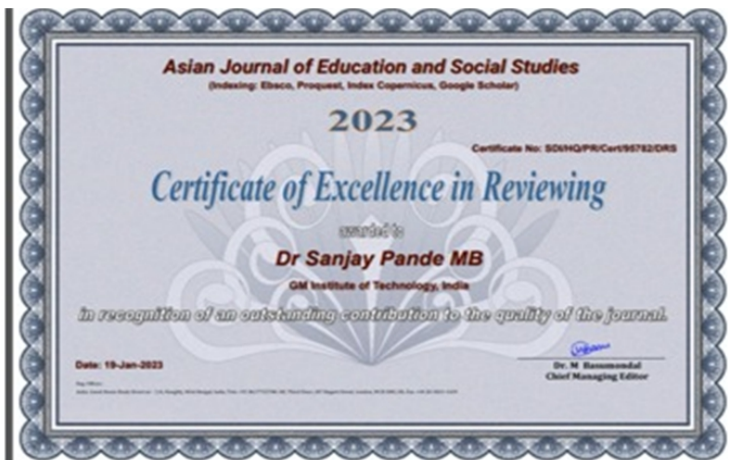 Asian Journal of Education and Social Studies
(Indexing: Ebsco, Proquest, Index Copernicus, Google Scholar)
2023
Certificate No: SDI/HQ/PR/Cert/95782/DRS
Certificate of Excellence in Reviewing
awarded to
Dr Sanjay Pande MB
GM Institute of Technology, India
in recognition of an outstanding contribution to the quality of the journal.
Date: 19-Jan-2023
Dr. M Basumondal
Chief Managing Editor